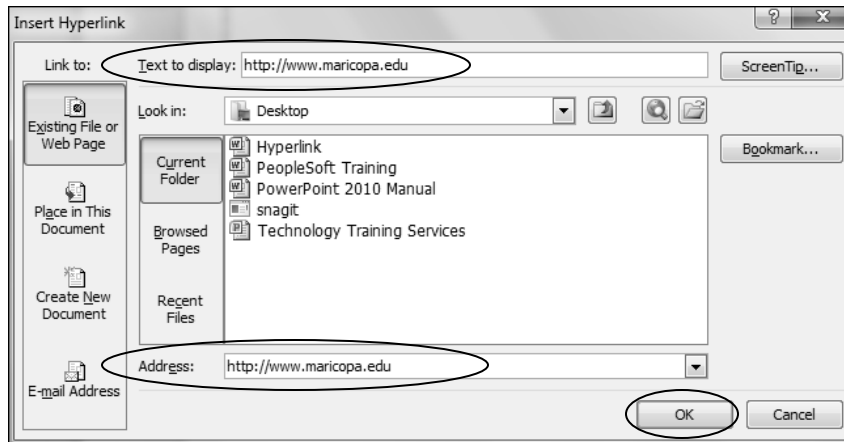 Insert Hyperlink
Link to:
Text to display: http://www.maricopa.edu
ScreenTip...
Existing File or
Web Page
Look in:
Desktop
Bookmark...
Place in This
Document
Create New
Document
E-mail Address
Current
Folder
Browsed
Pages
Recent
Files
Hyperlink
PeopleSoft Training
PowerPoint 2010 Manual
snagit
Technology Training Services
Address: http://www.maricopa.edu
OK
Cancel